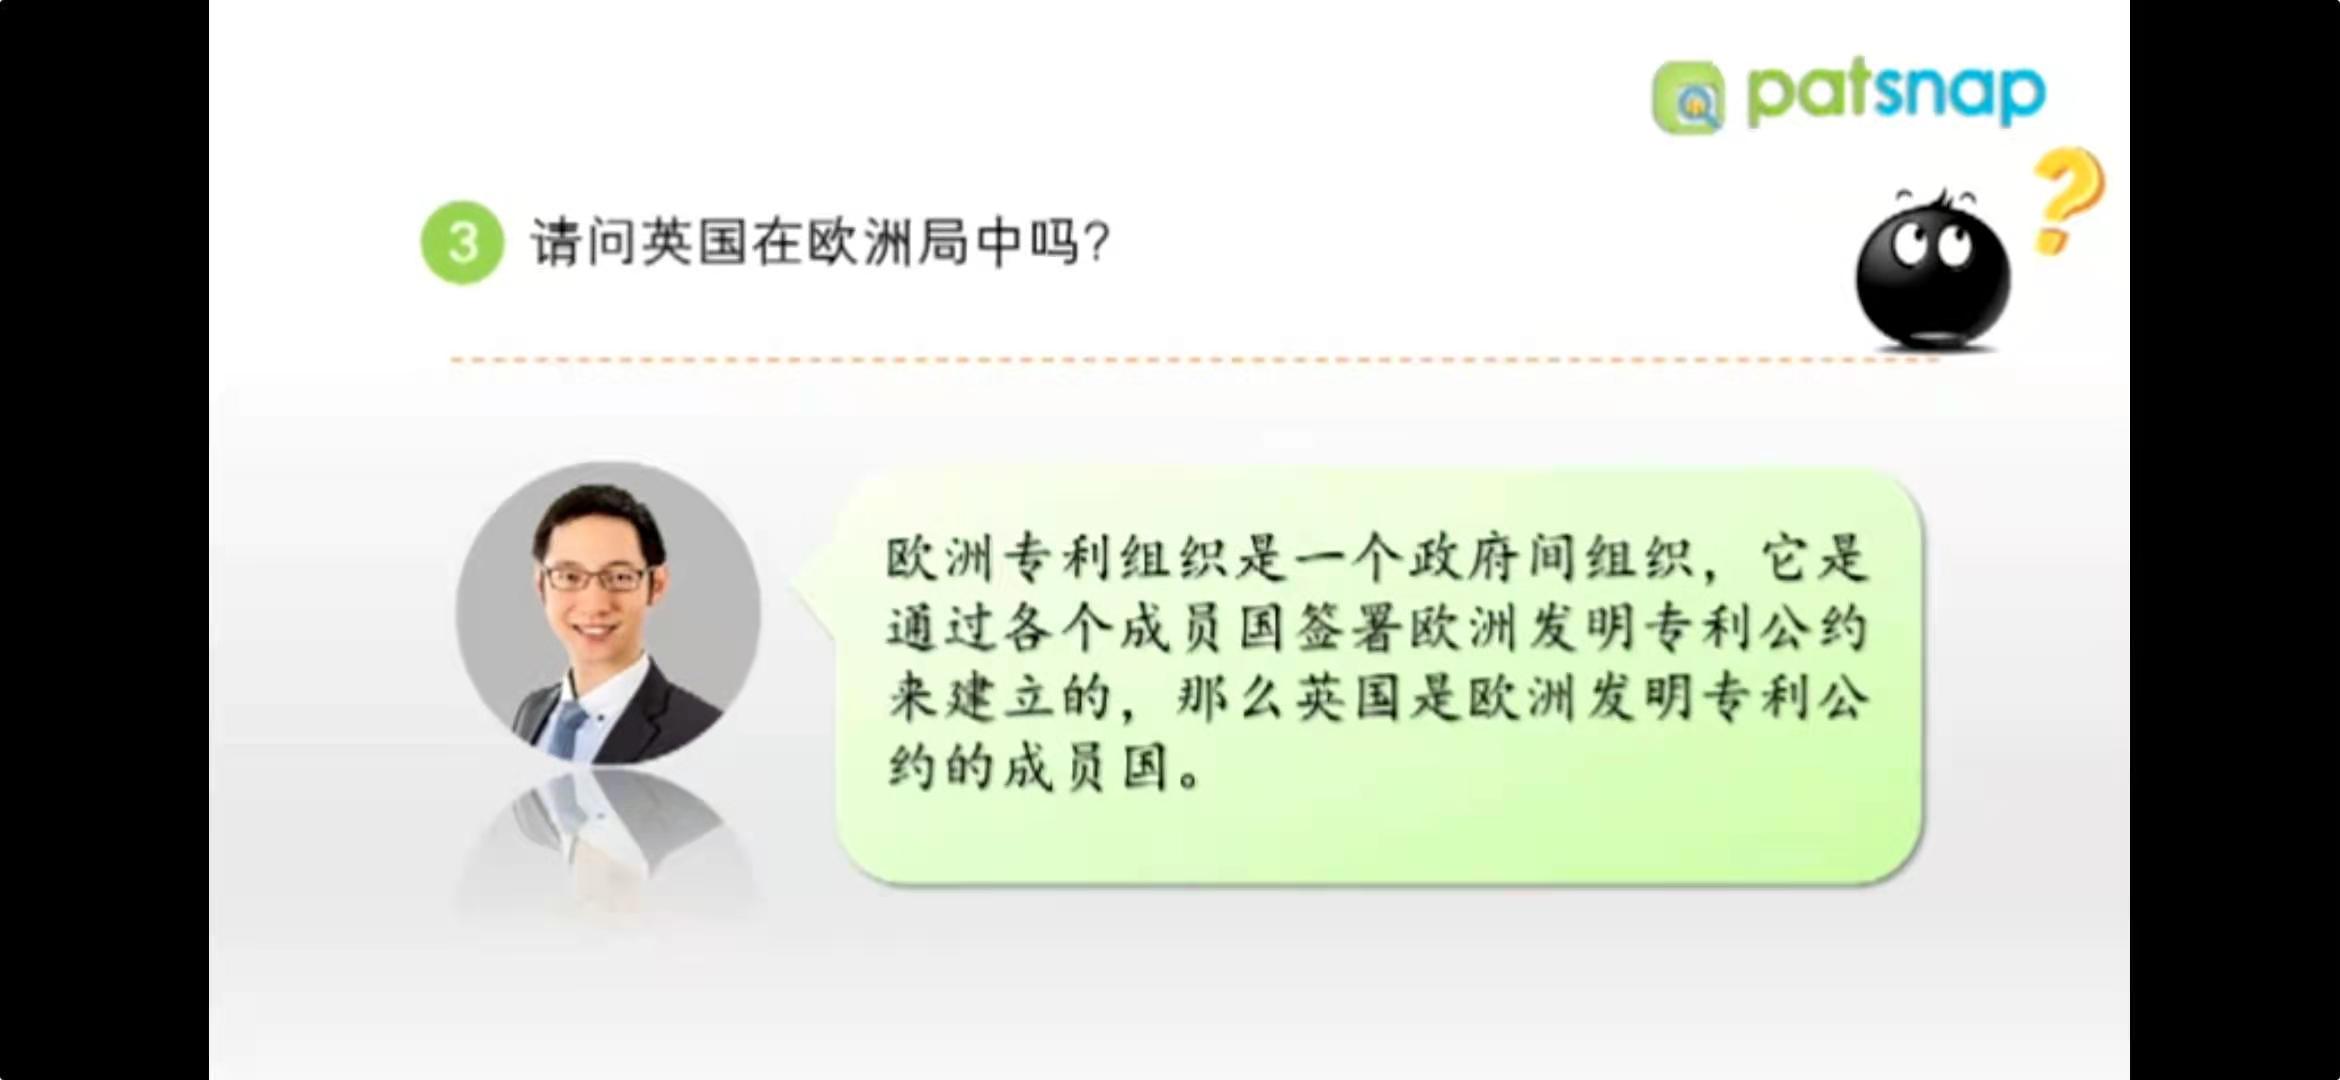 patsnap
3 请问英国在欧洲局中吗?
?
欧洲专利组织是一个政府间组织，它是
通过各个成员国签署欧洲发明专利公约
来建立的，那么英国是欧洲发明专利公
约的成员国。